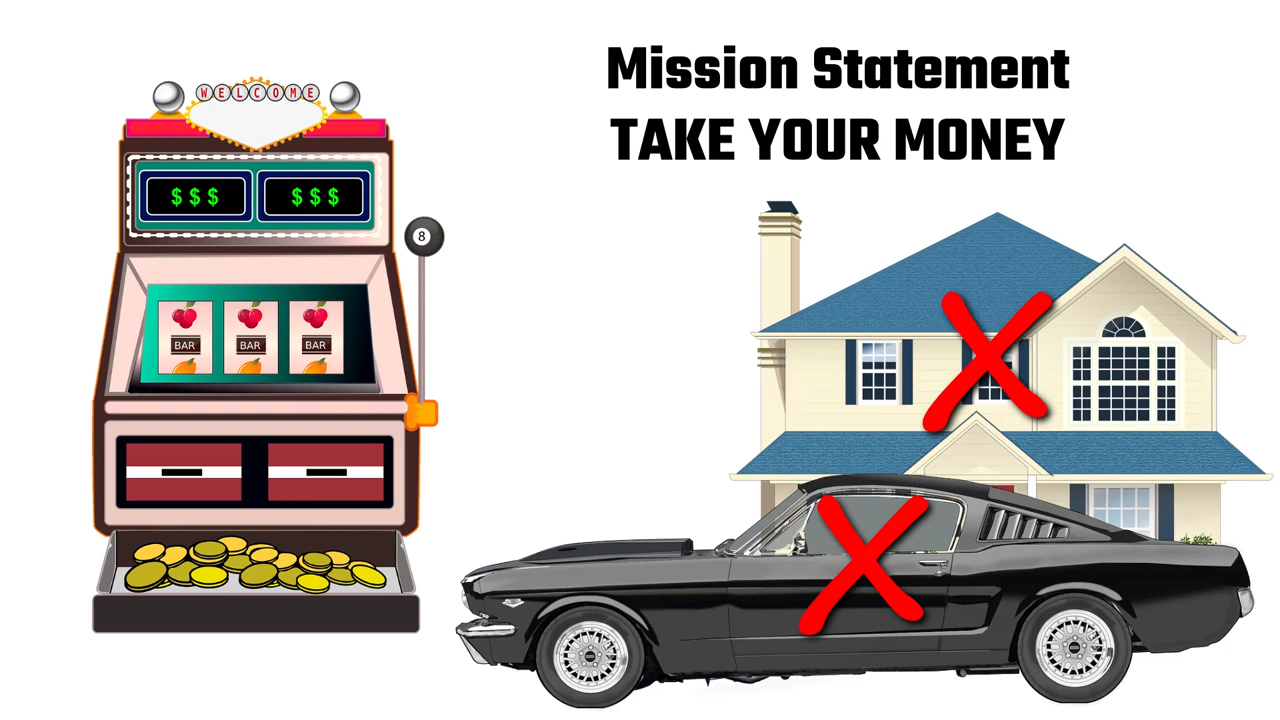 Mission Statement
TAKE YOUR MONEY
WELCOME
$$$ $$$
8
BAR BAR BAR